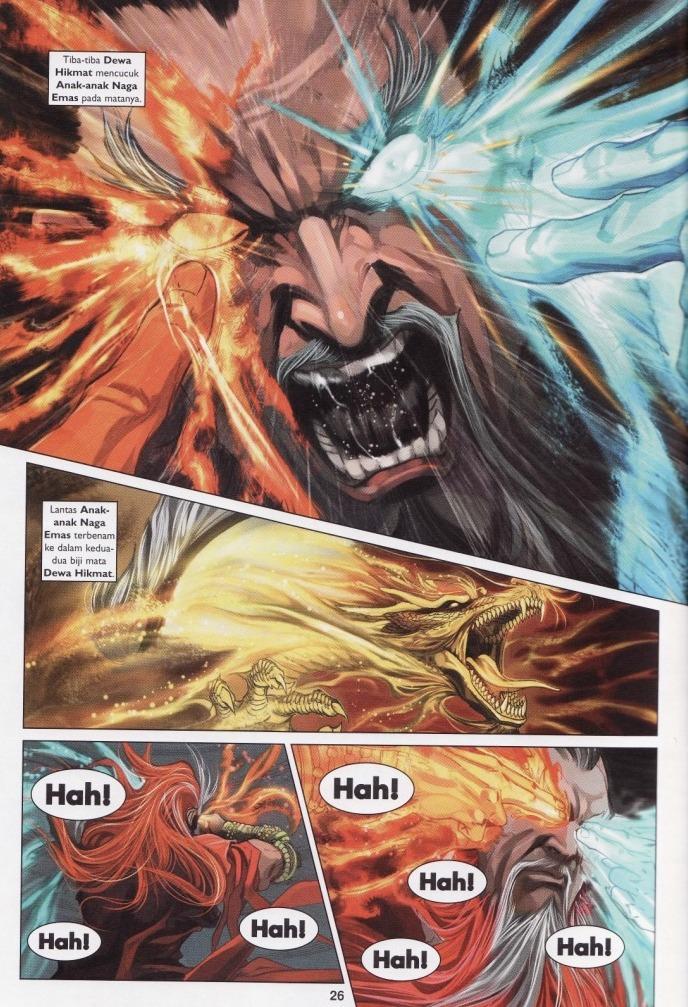 Tiba-tiba Dewa
Hikmat mencucuk
Anak-anak Naga
Emas pada matanya.
Lantas Anak-
anak Naga
Emas terbenam
ke dalam kedua-
dua biji mata
Dewa Hikmat.
Hah!
Hah!
Hah!
Hah!
Hah!
Hah!
Hah!
26